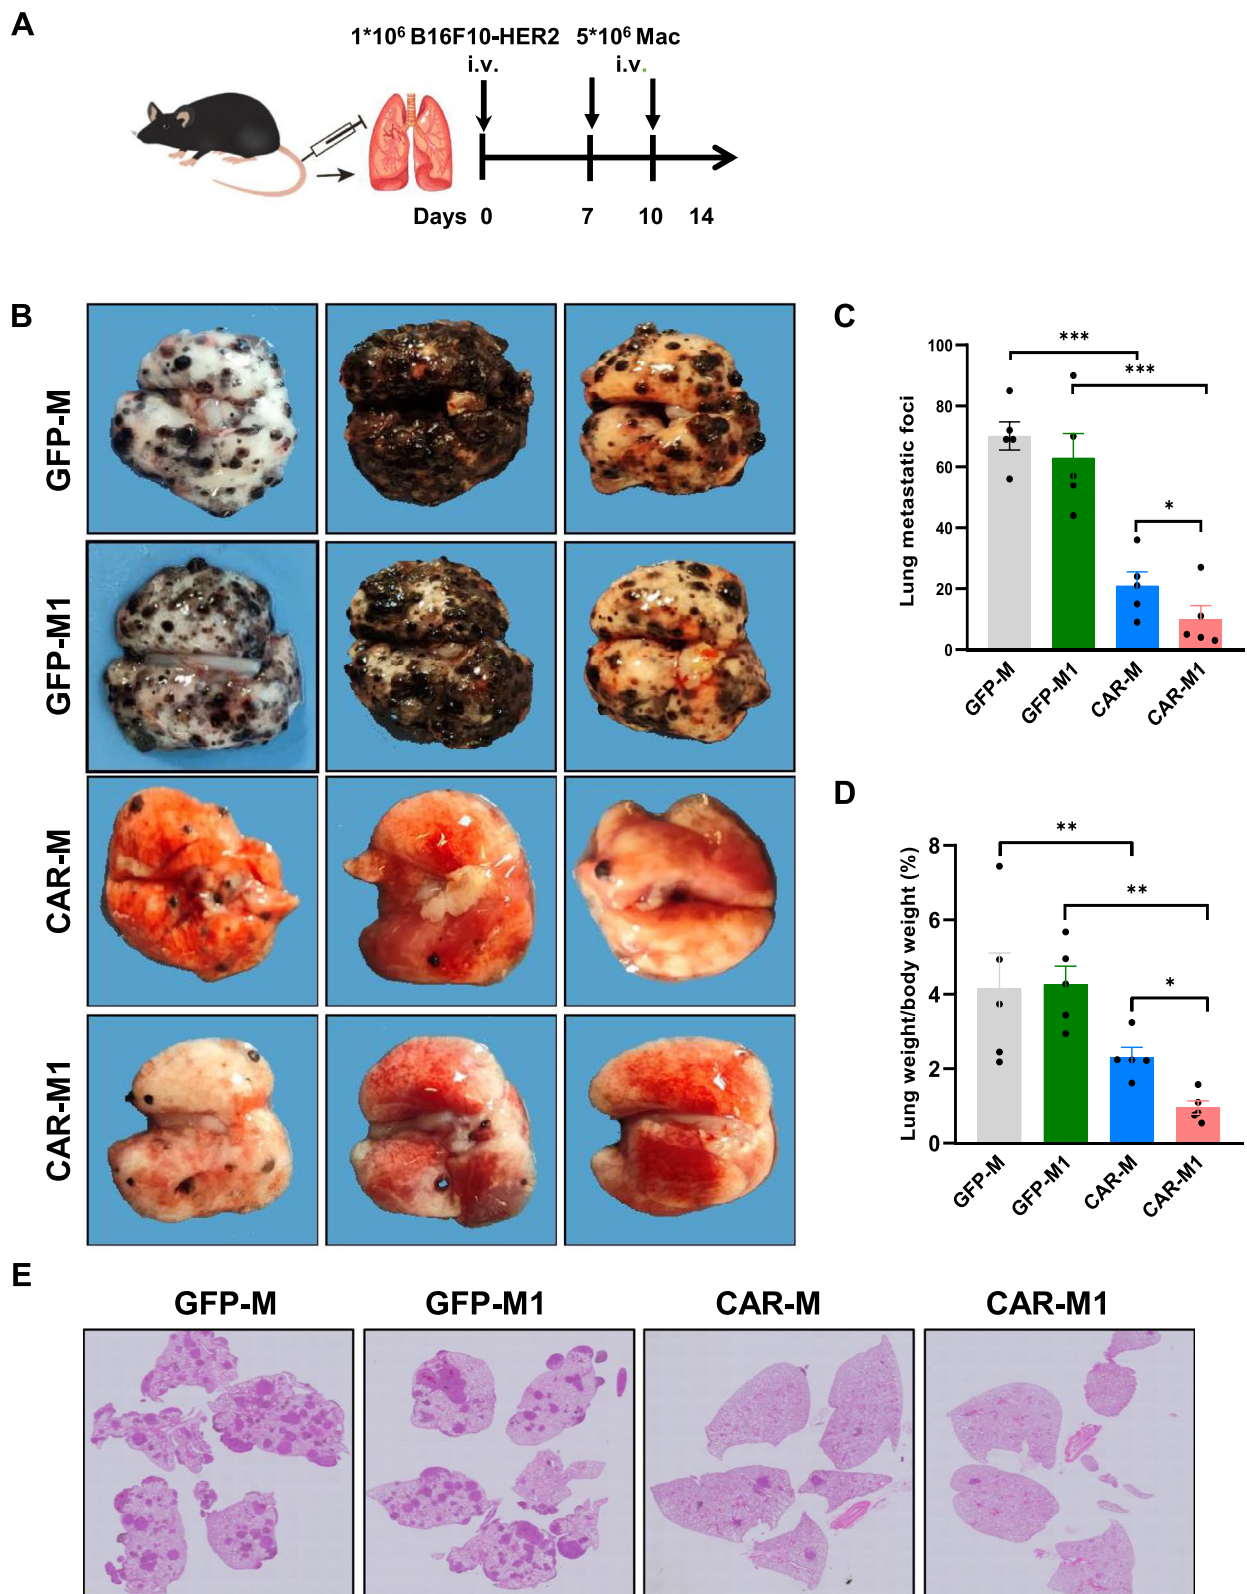 A
1*10⁶ B16F10-HER2 5*10⁶ Mac
i.v. i.v.
Days 0 7 10 14
B
GFP-M
GFP-M1
CAR-M
CAR-M1
C
Lung metastatic foci
100
80
60
40
20
0
***
***
*
GFP-M GFP-M1 CAR-M CAR-M1
D
Lung weight/body weight (%)
8
6
4
2
0
**
**
*
GFP-M GFP-M1 CAR-M CAR-M1
E
GFP-M GFP-M1 CAR-M CAR-M1